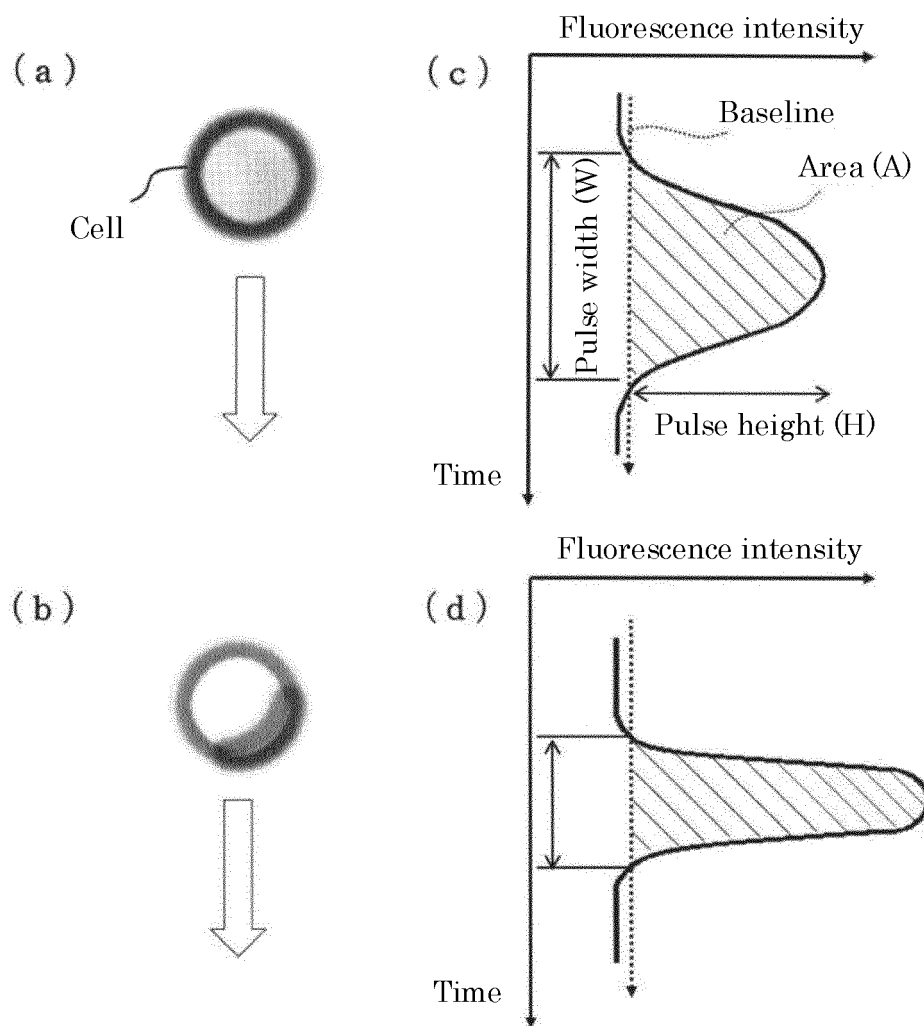 (a)
Cell
(c)
Fluorescence intensity
Baseline
Area (A)
Pulse width (W)
Pulse height (H)
Time
(b)
(d)
Fluorescence intensity
Time